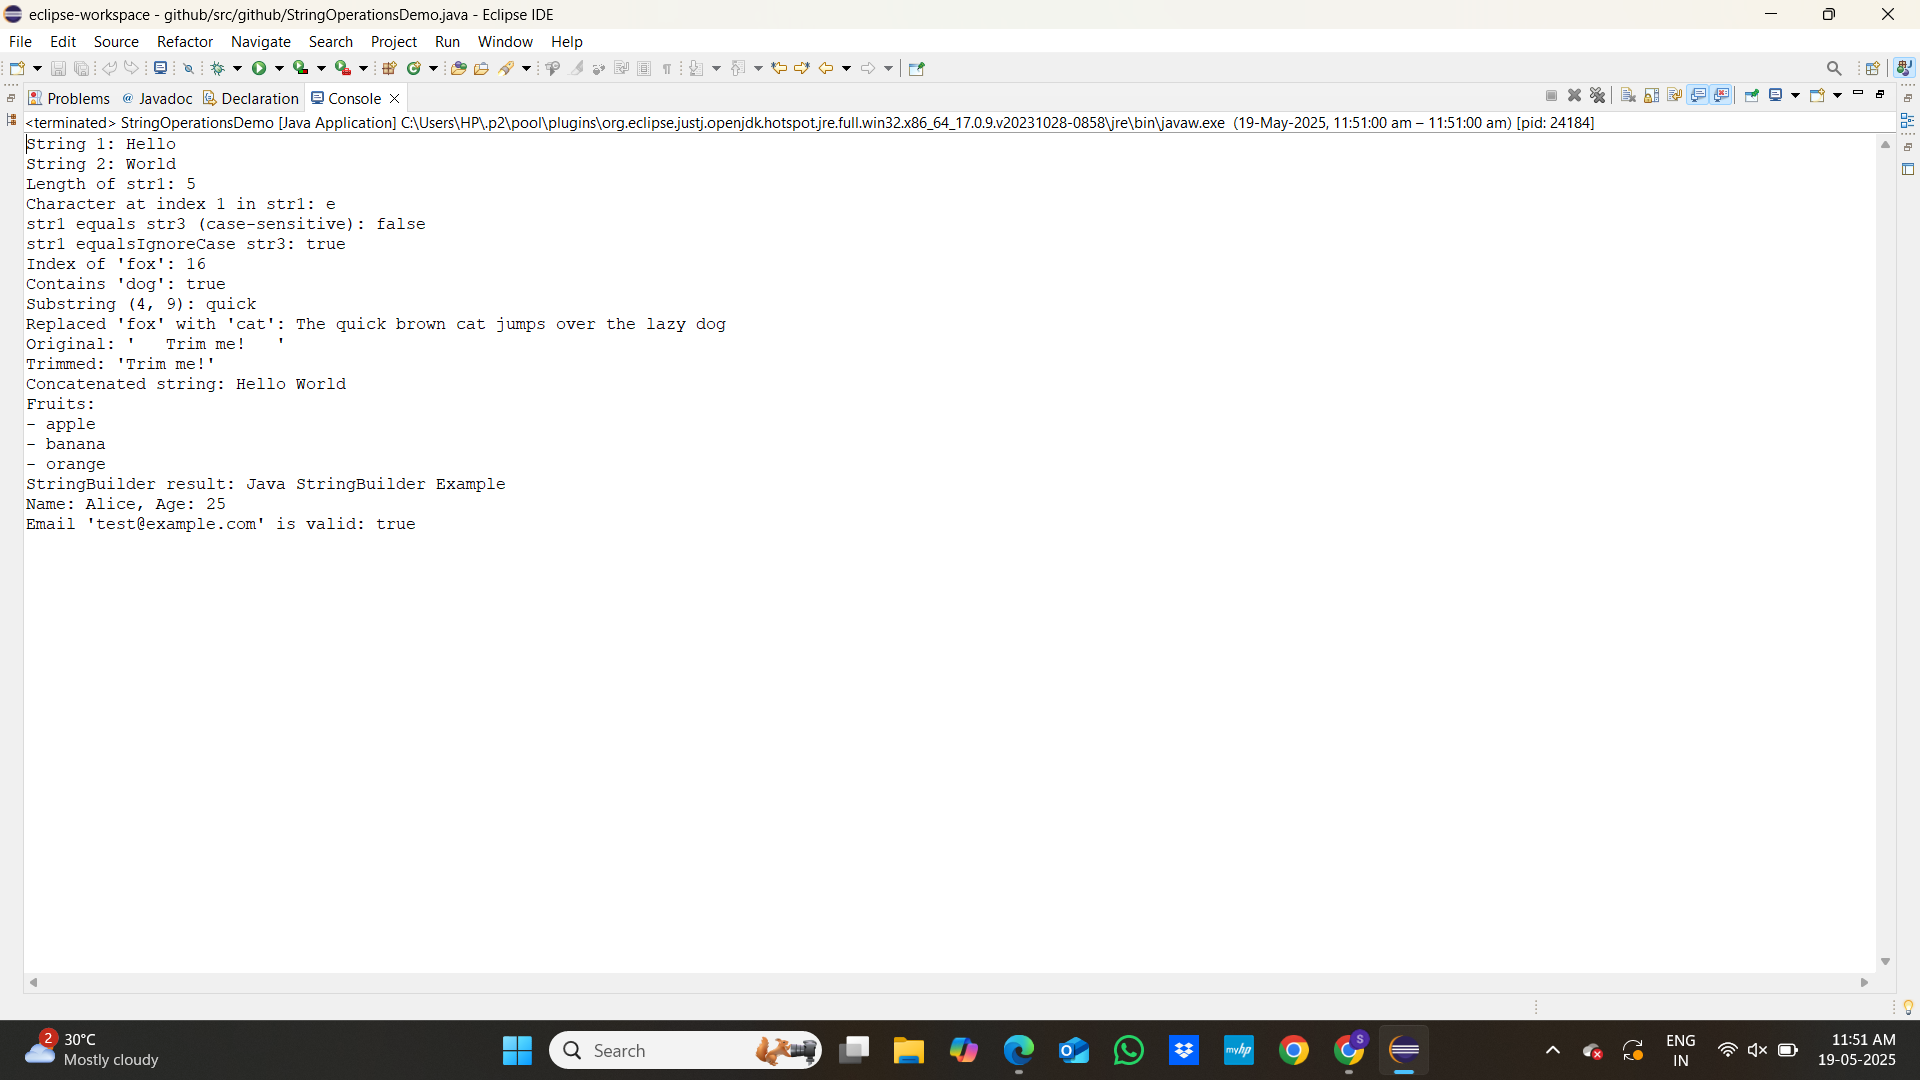 eclipse-workspace - github/src/github/StringOperationsDemo.java - Eclipse IDE
File Edit Source Refactor Navigate Search Project Run Window Help
Problems @ Javadoc Declaration Console
<terminated> StringOperationsDemo [Java Application] C:\Users\HP\.p2\pool\plugins\org.eclipse.justj.openjdk.hotspot.jre.full.win32.x86_64_17.0.9.v20231028-0858\jre\bin\javaw.exe (19-May-2025, 11:51:00 am – 11:51:00 am) [pid: 24184]
String 1: Hello
String 2: World
Length of str1: 5
Character at index 1 in str1: e
str1 equals str3 (case-sensitive): false
str1 equalsIgnoreCase str3: true
Index of 'fox': 16
Contains 'dog': true
Substring (4, 9): quick
Replaced 'fox' with 'cat': The quick brown cat jumps over the lazy dog
Original: '   Trim me!   '
Trimmed: 'Trim me!'
Concatenated string: Hello World
Fruits:
- apple
- banana
- orange
StringBuilder result: Java StringBuilder Example
Name: Alice, Age: 25
Email 'test@example.com' is valid: true
2
30°C
Mostly cloudy
Search
myhp
S
ENG
IN
11:51 AM
19-05-2025